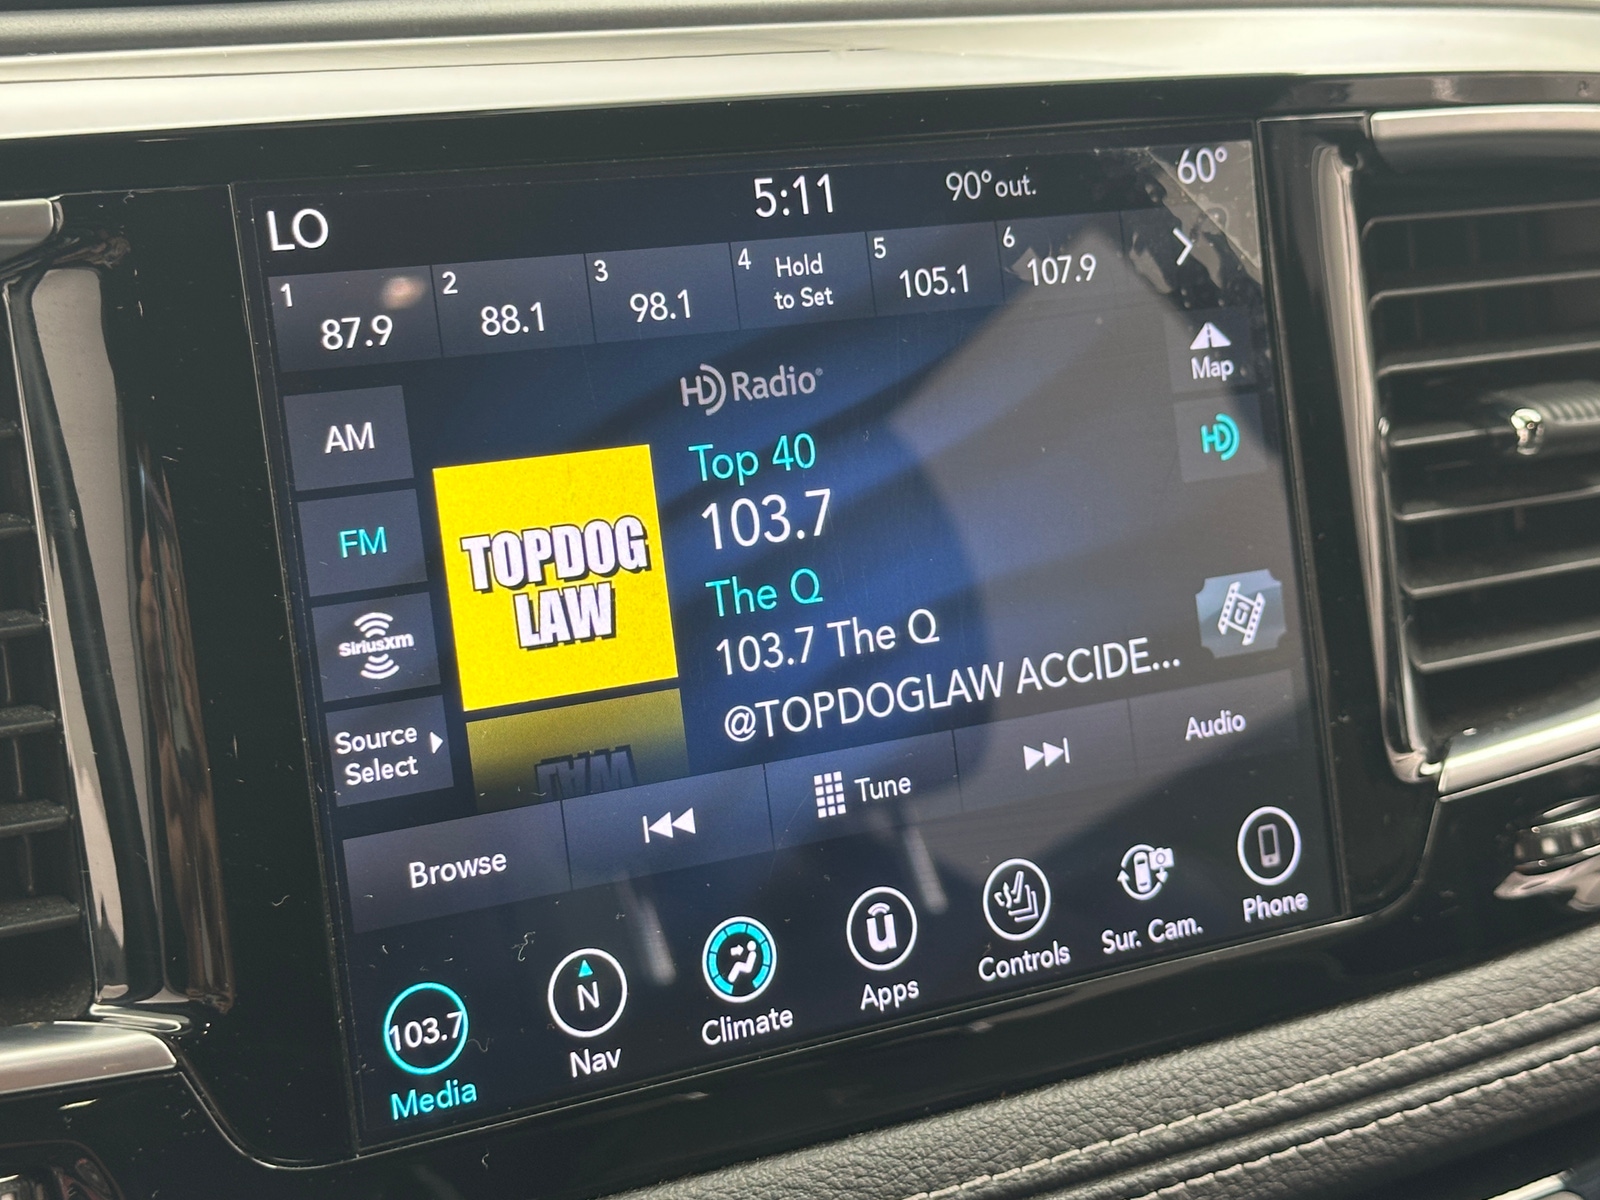 LO
5:11
90° out.
60°
1
87.9
2
88.1
3
98.1
4
Hold
to Set
5
105.1
6
107.9
HD Radio®
Map
AM
Top 40
HD
103.7
FM
TOPDOG
LAW
The Q
103.7 The Q
SiriusXm
@TOPDOGLAW ACCIDE...
Source
Select
Audio
Tune
Browse
103.7
Media
N
Nav
Climate
u
Apps
Controls
Sur. Cam.
Phone